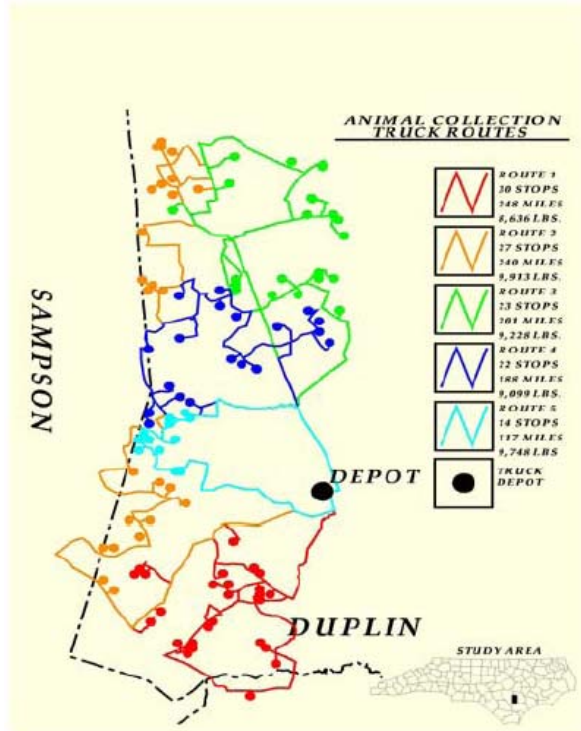 ANIMAL COLLECTION
TRUCK ROUTES
ROUTE 1
30 STOPS
248 MILES
8,636 LBS.
ROUTE 2
27 STOPS
240 MILES
9,913 LBS.
ROUTE 3
23 STOPS
201 MILES
9,228 LBS.
ROUTE 4
22 STOPS
188 MILES
9,099 LBS.
ROUTE 5
14 STOPS
117 MILES
9,748 LBS
TRUCK
DEPOT
SAMPSON
DEPOT
DUPLIN
STUDY AREA